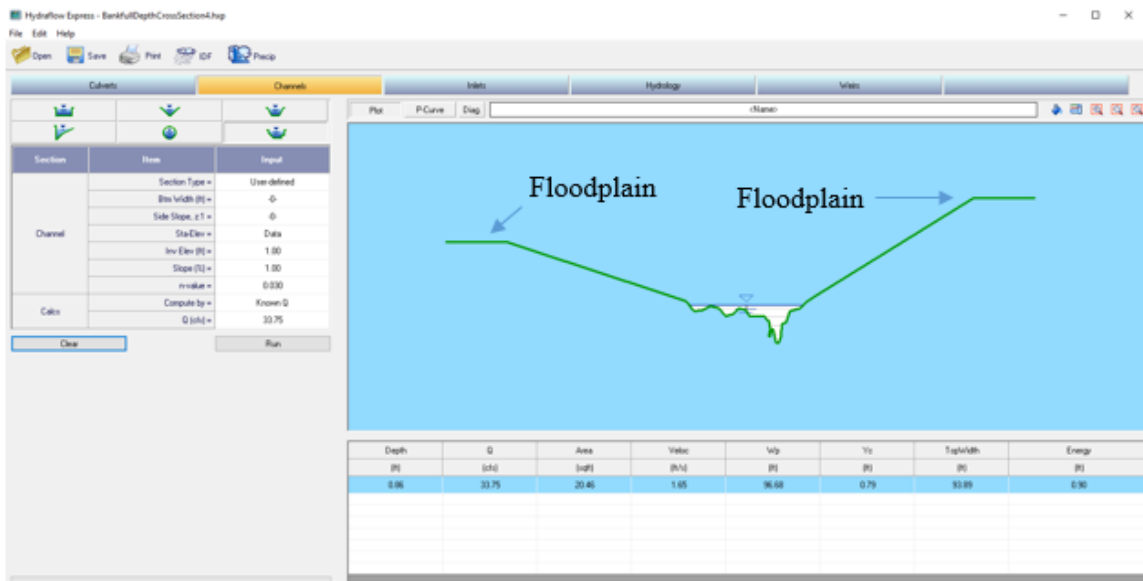 Hydraflow Express - BankfullDepthCrossSection4.hxp
File Edit Help
Open Save Print IDF Precip
Culverts Channels Inlets Hydrology Weirs
Plot P-Curve Diag <Name>
Section Item Input
Section Type = User-defined
Btm Width (ft) = -0-
Side Slope, z:1 = -0-
Channel Sta-Elev = Data
Inv Elev (ft) = 1.00
Slope (%) = 1.00
n-value = 0.030
Calcs Compute by = Known Q
Q (cfs) = 33.75
Clear Run
Floodplain
Floodplain
Depth Q Area Veloc Wp Yc TopWidth Energy
(ft) (cfs) (sqft) (ft/s) (ft) (ft) (ft) (ft)
0.86 33.75 20.46 1.65 96.68 0.79 93.89 0.90